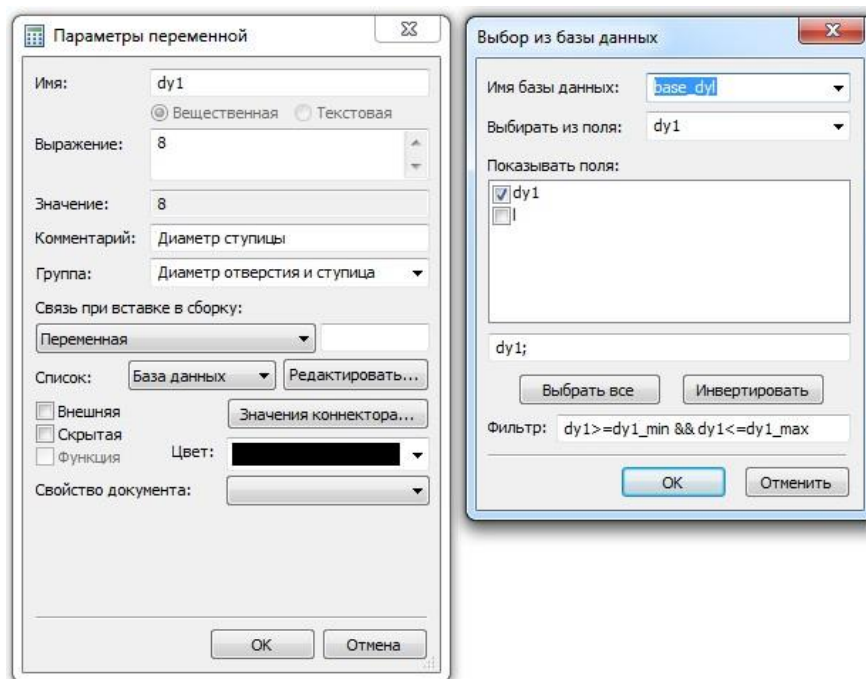 Параметры переменной
Имя: dy1
Вещественная Текстовая
Выражение: 8
Значение: 8
Комментарий: Диаметр ступицы
Группа: Диаметр отверстия и ступица
Связь при вставке в сборку:
Переменная
Список: База данных Редактировать...
Внешняя Значения коннектора...
Скрытая
Функция Цвет:
Свойство документа:
OK Отмена
Выбор из базы данных
Имя базы данных: base_dyl
Выбирать из поля: dy1
Показывать поля:
dy1
l
dy1;
Выбрать все Инвертировать
Фильтр: dy1>=dy1_min && dy1<=dy1_max
OK Отменить